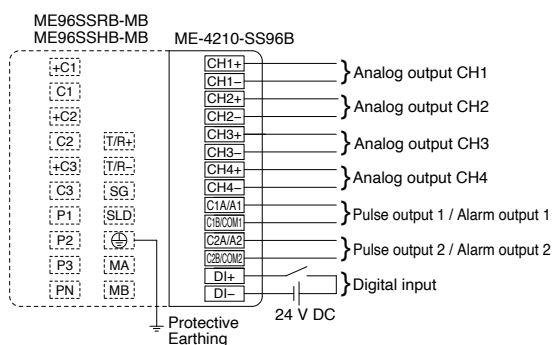 ME96SSRB-MB
ME96SSHB-MB
ME-4210-SS96B
+C1
C1
+C2
C2 T/R+
+C3 T/R–
C3 SG
P1 SLD
P2
P3 MA
PN MB
CH1+
CH1–
Analog output CH1
CH2+
CH2–
Analog output CH2
CH3+
CH3–
Analog output CH3
CH4+
CH4–
Analog output CH4
C1A/A1
C1B/COM1
Pulse output 1 / Alarm output 1
C2A/A2
C2B/COM2
Pulse output 2 / Alarm output 2
DI+
DI–
Digital input
24 V DC
Protective
Earthing